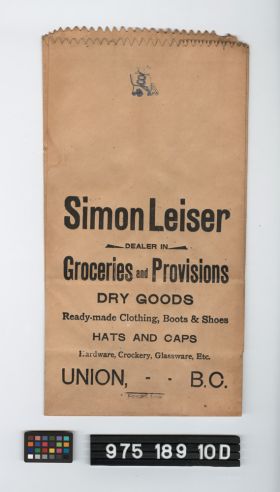 Simon Leiser
DEALER IN
Groceries and Provisions
DRY GOODS
Ready-made Clothing, Boots & Shoes
HATS AND CAPS
Hardware, Crockery, Glassware, Etc.
UNION, - - B.C.
975 189 10D